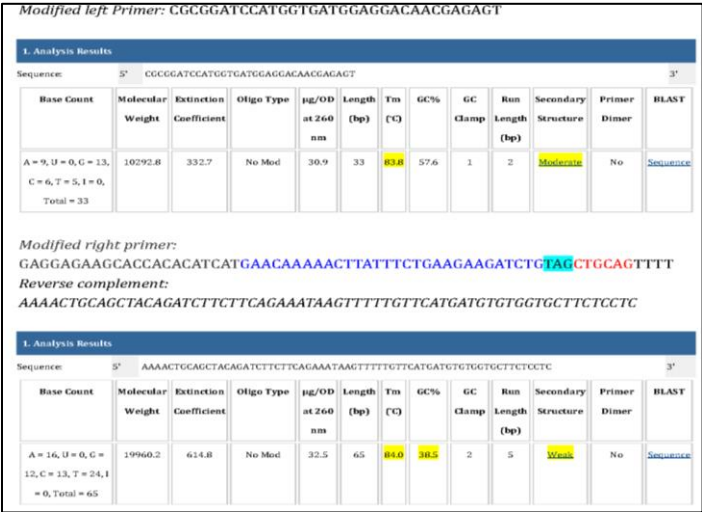 Modified left Primer: CGCGGATCCATGGTGATGGAGGACAACGAGAGT
1. Analysis Results
Sequence: 5' CGCGGATCCATGGTGATGGAGGACAACGAGAGT 3'
Base Count Molecular Weight Extinction Coefficient Oligo Type µg/OD at 260 nm Length (bp) Tm (°C) GC% GC Clamp Run Length (bp) Secondary Structure Primer Dimer BLAST
A = 9, U = 0, G = 13, C = 6, T = 5, I = 0, Total = 33 10292.8 332.7 No Mod 30.9 33 83.8 57.6 1 2 Moderate No Sequence
Modified right primer:
GAGGAGAAGCACCACACATCATGAACAAAAACTTATTTCTGAAGAAGATCTGTAGCTGCAGTTTT
Reverse complement:
AAAACTGCAGCTACAGATCTTCTTCAGAAATAAGTTTTTGTTCATGATGTGTGGTGCTTCTCCTC
1. Analysis Results
Sequence: 5' AAAACTGCAGCTACAGATCTTCTTCAGAAATAAGTTTTTGTTCATGATGTGTGGTGCTTCTCCTC 3'
Base Count Molecular Weight Extinction Coefficient Oligo Type µg/OD at 260 nm Length (bp) Tm (°C) GC% GC Clamp Run Length (bp) Secondary Structure Primer Dimer BLAST
A = 16, U = 0, G = 12, C = 13, T = 24, I = 0, Total = 65 19960.2 614.8 No Mod 32.5 65 84.0 38.5 2 5 Weak No Sequence